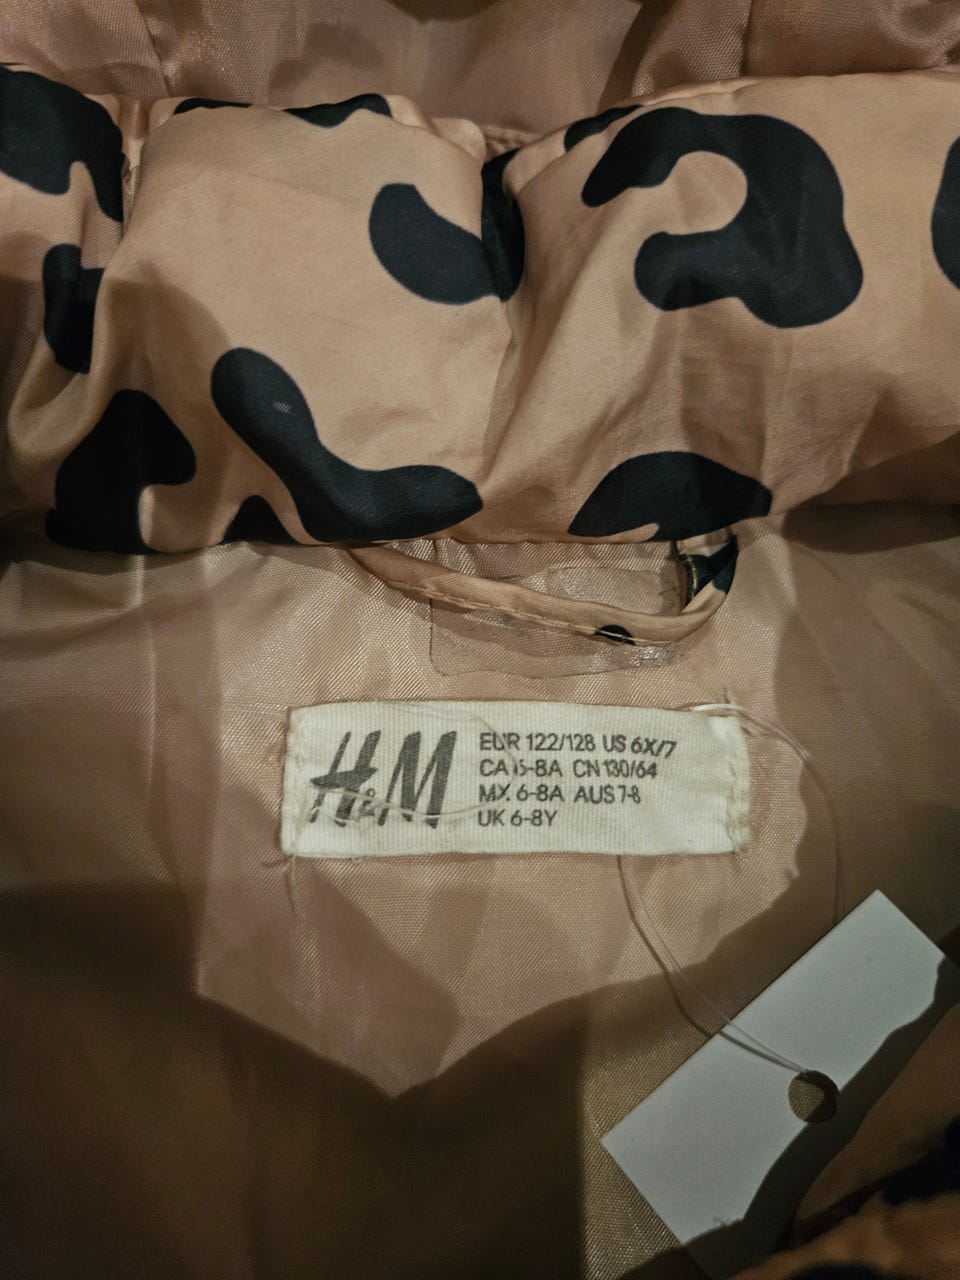 H&M
EUR 122/128 US 6X/7
CA 6-8A CN 130/64
MX 6-8A AUS 7-8
UK 6-8Y